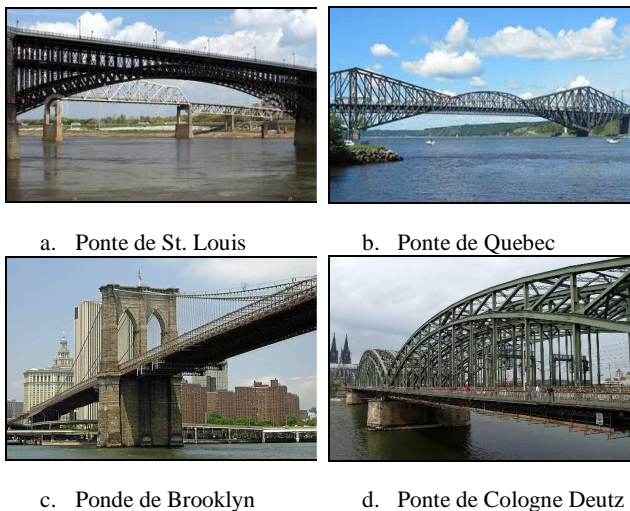 a. Ponte de St. Louis
b. Ponte de Quebec
c. Ponde de Brooklyn
d. Ponte de Cologne Deutz